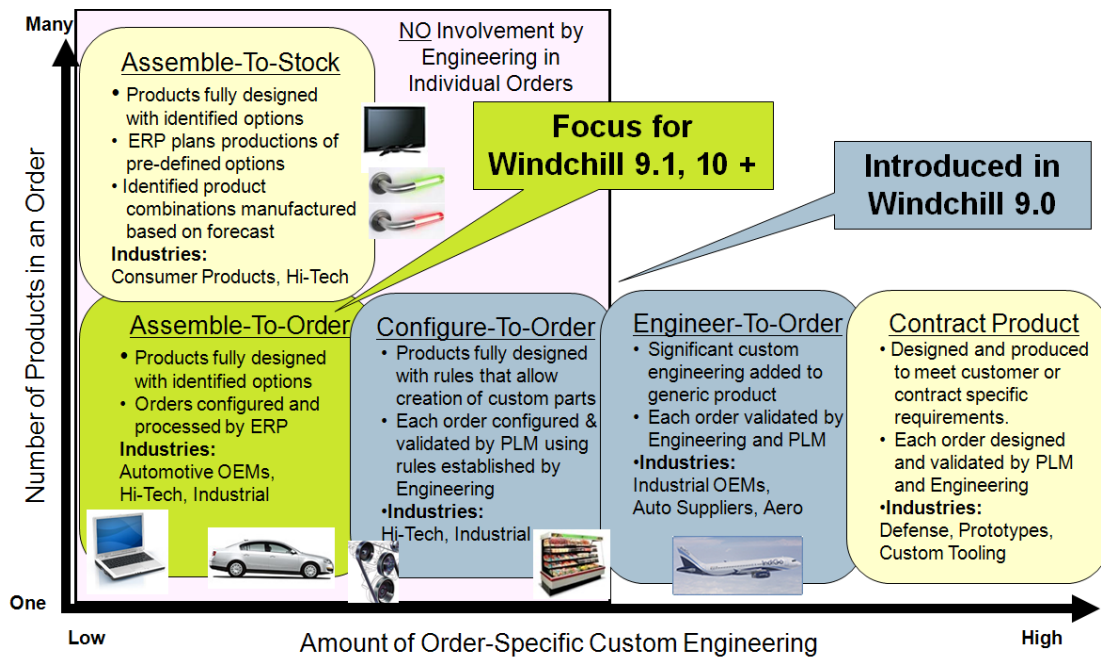 Many
NO Involvement by
Engineering in
Individual Orders
Assemble-To-Stock
• Products fully designed
with identified options
• ERP plans productions of
pre-defined options
• Identified product
combinations manufactured
based on forecast
Industries:
Consumer Products, Hi-Tech
Focus for
Windchill 9.1, 10 +
Introduced in
Windchill 9.0
Assemble-To-Order
• Products fully designed
with identified options
• Orders configured and
processed by ERP
Industries:
Automotive OEMs,
Hi-Tech, Industrial
Configure-To-Order
• Products fully designed
with rules that allow
creation of custom parts
• Each order configured &
validated by PLM using
rules established by
Engineering
•Industries:
Hi-Tech, Industrial
Engineer-To-Order
• Significant custom
engineering added to
generic product
• Each order validated by
Engineering and PLM
•Industries:
Industrial OEMs,
Auto Suppliers, Aero
IndiGo
Contract Product
• Designed and produced
to meet customer or
contract specific
requirements.
• Each order designed
and validated by PLM
and Engineering
Industries:
Defense, Prototypes,
Custom Tooling
Number of Products in an Order
One
Low
Amount of Order-Specific Custom Engineering
High